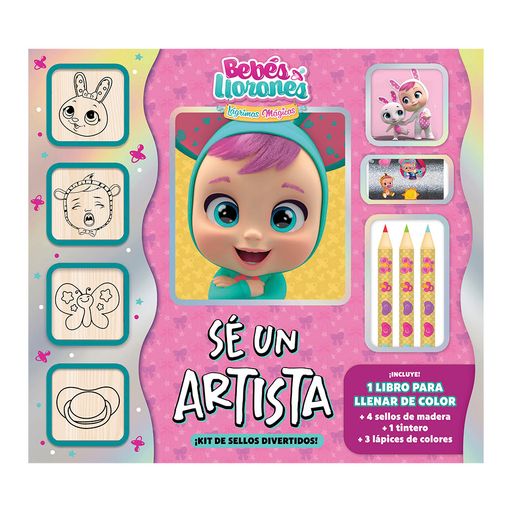 Bebés
llorones
Lágrimas Mágicas
SÉ UN
ARTISTA
¡KIT DE SELLOS DIVERTIDOS!
¡INCLUYE!
1 LIBRO PARA
LLENAR DE COLOR
+ 4 sellos de madera
+ 1 tintero
+ 3 lápices de colores